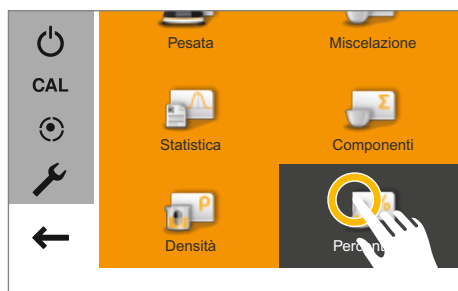 Pesata
Miscelazione
CAL
Σ
Statistica
Componenti
K
ρ
%
Densità